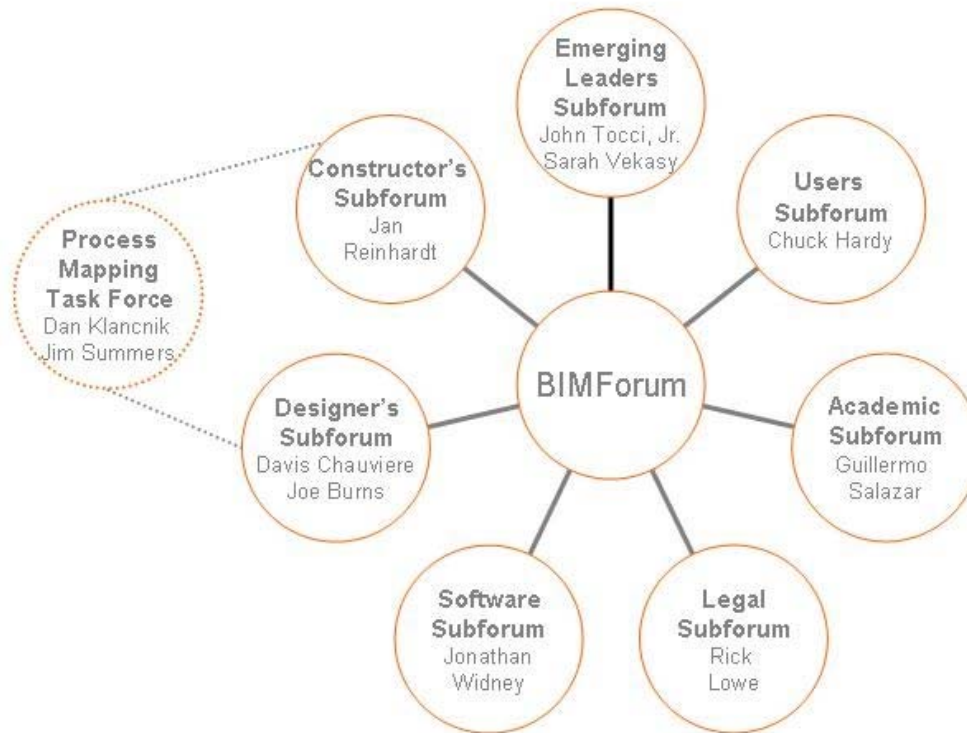 Emerging
Leaders
Subforum
John Tocci, Jr.
Sarah Vekasy
Constructor's
Subforum
Jan
Reinhardt
Users
Subforum
Chuck Hardy
Process
Mapping
Task Force
Dan Klancnik
Jim Summers
BIMForum
Designer's
Subforum
Davis Chauviere
Joe Burns
Academic
Subforum
Guillermo
Salazar
Software
Subforum
Jonathan
Widney
Legal
Subforum
Rick
Lowe